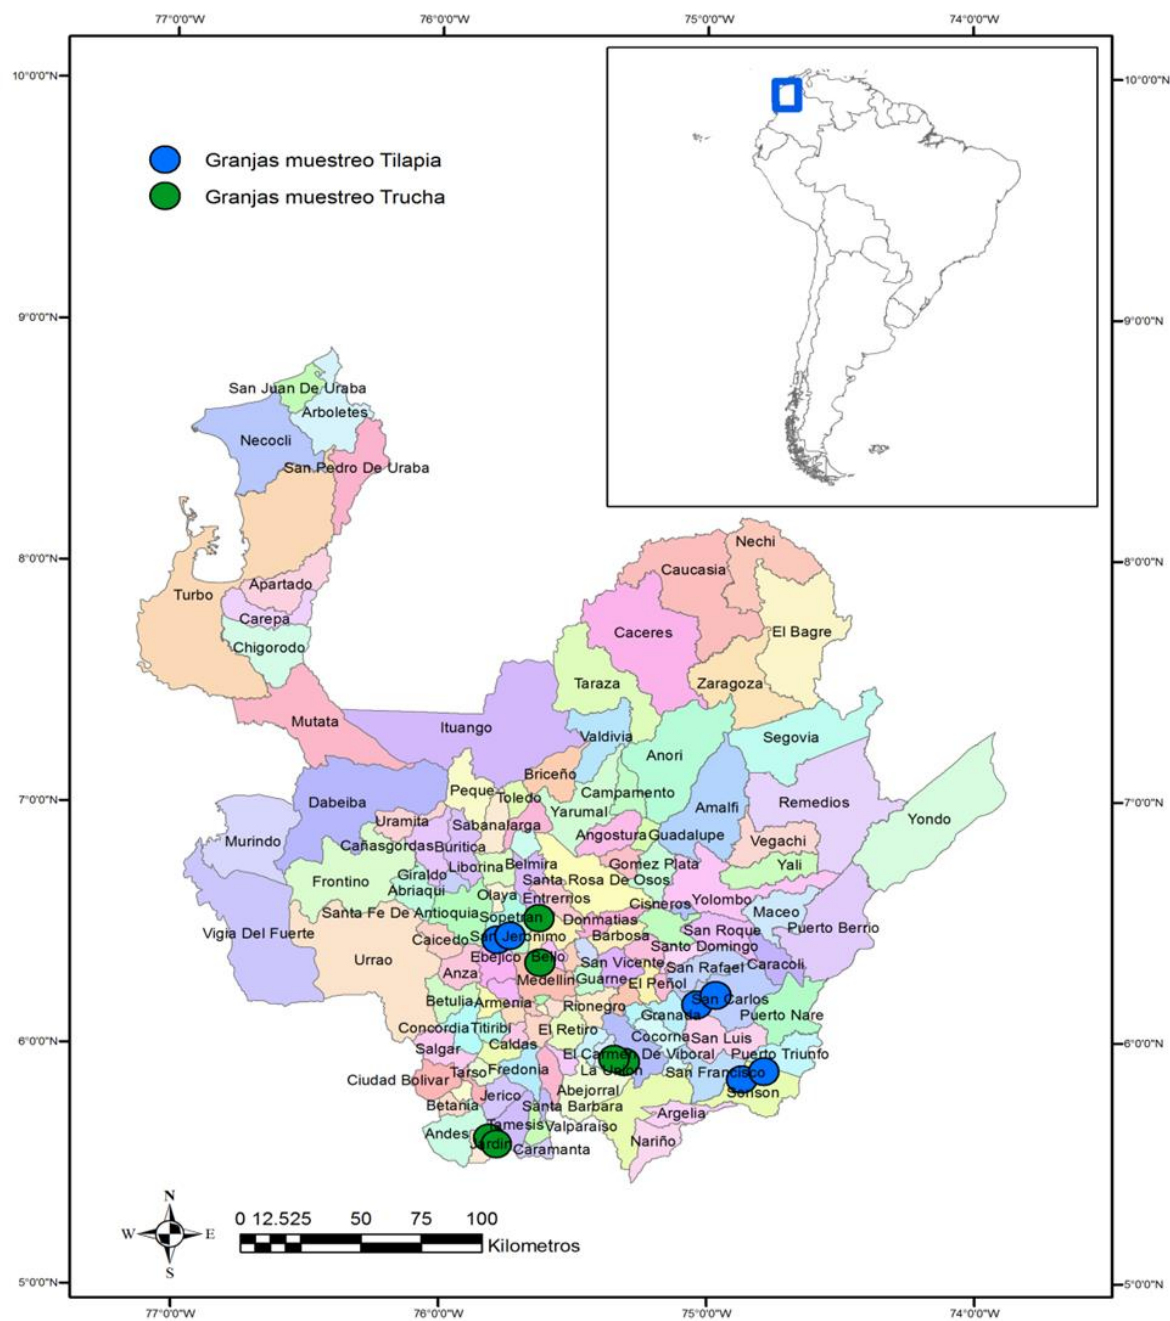 77°0'0"W 76°0'0"W 75°0'0"W 74°0'0"W
10°0'0"N 10°0'0"N
Granjas muestreo Tilapia
Granjas muestreo Trucha
9°0'0"N 9°0'0"N
San Juan De Uraba
Arboletes
Necocli
San Pedro De Uraba
8°0'0"N 8°0'0"N
Nechi
Caucasia
Apartado
Turbo
Carepa
Caceres El Bagre
Chigorodo
Taraza Zaragoza
Mutata Ituango
Valdivia Segovia
Anori
Briceño
Peque Toledo Campamento
7°0'0"N 7°0'0"N
Dabeiba Amalfi Remedios
Yarumal Yondo
Uramita Sabanalarga
Murindo Cañasgordas Buritica Angostura Guadalupe Vegachi
Liborina Belmira Gomez Plata Yali
Giraldo
Frontino Santa Rosa De Osos
Abriaqui
Olaya Entrerrios Cisneros Yolombo
Santa Fe De Antioquia Sopetran Donmatias Maceo
Vigia Del Fuerte Caicedo San Jeronimo Barbosa San Roque Puerto Berrio
Santo Domingo
Urrao Ebejico Bello San Vicente San Rafael Caracoli
Anza Medellin Guarne El Peñol
Betulia Armenia Rionegro San Carlos
Granada Puerto Nare
Concordia Titiribi El Retiro
Cocorna San Luis
6°0'0"N 6°0'0"N
Salgar Caldas El Carmen De Viboral Puerto Triunfo
Tarso Fredonia La Union San Francisco
Ciudad Bolivar
Jerico Abejorral Sonson
Betania Santa Barbara
Argelia
Andes Tamesis Valparaiso
Jardin Caramanta Nariño
N
W E
S
0 12.525 50 75 100
Kilometros
5°0'0"N 5°0'0"N
77°0'0"W 76°0'0"W 75°0'0"W 74°0'0"W